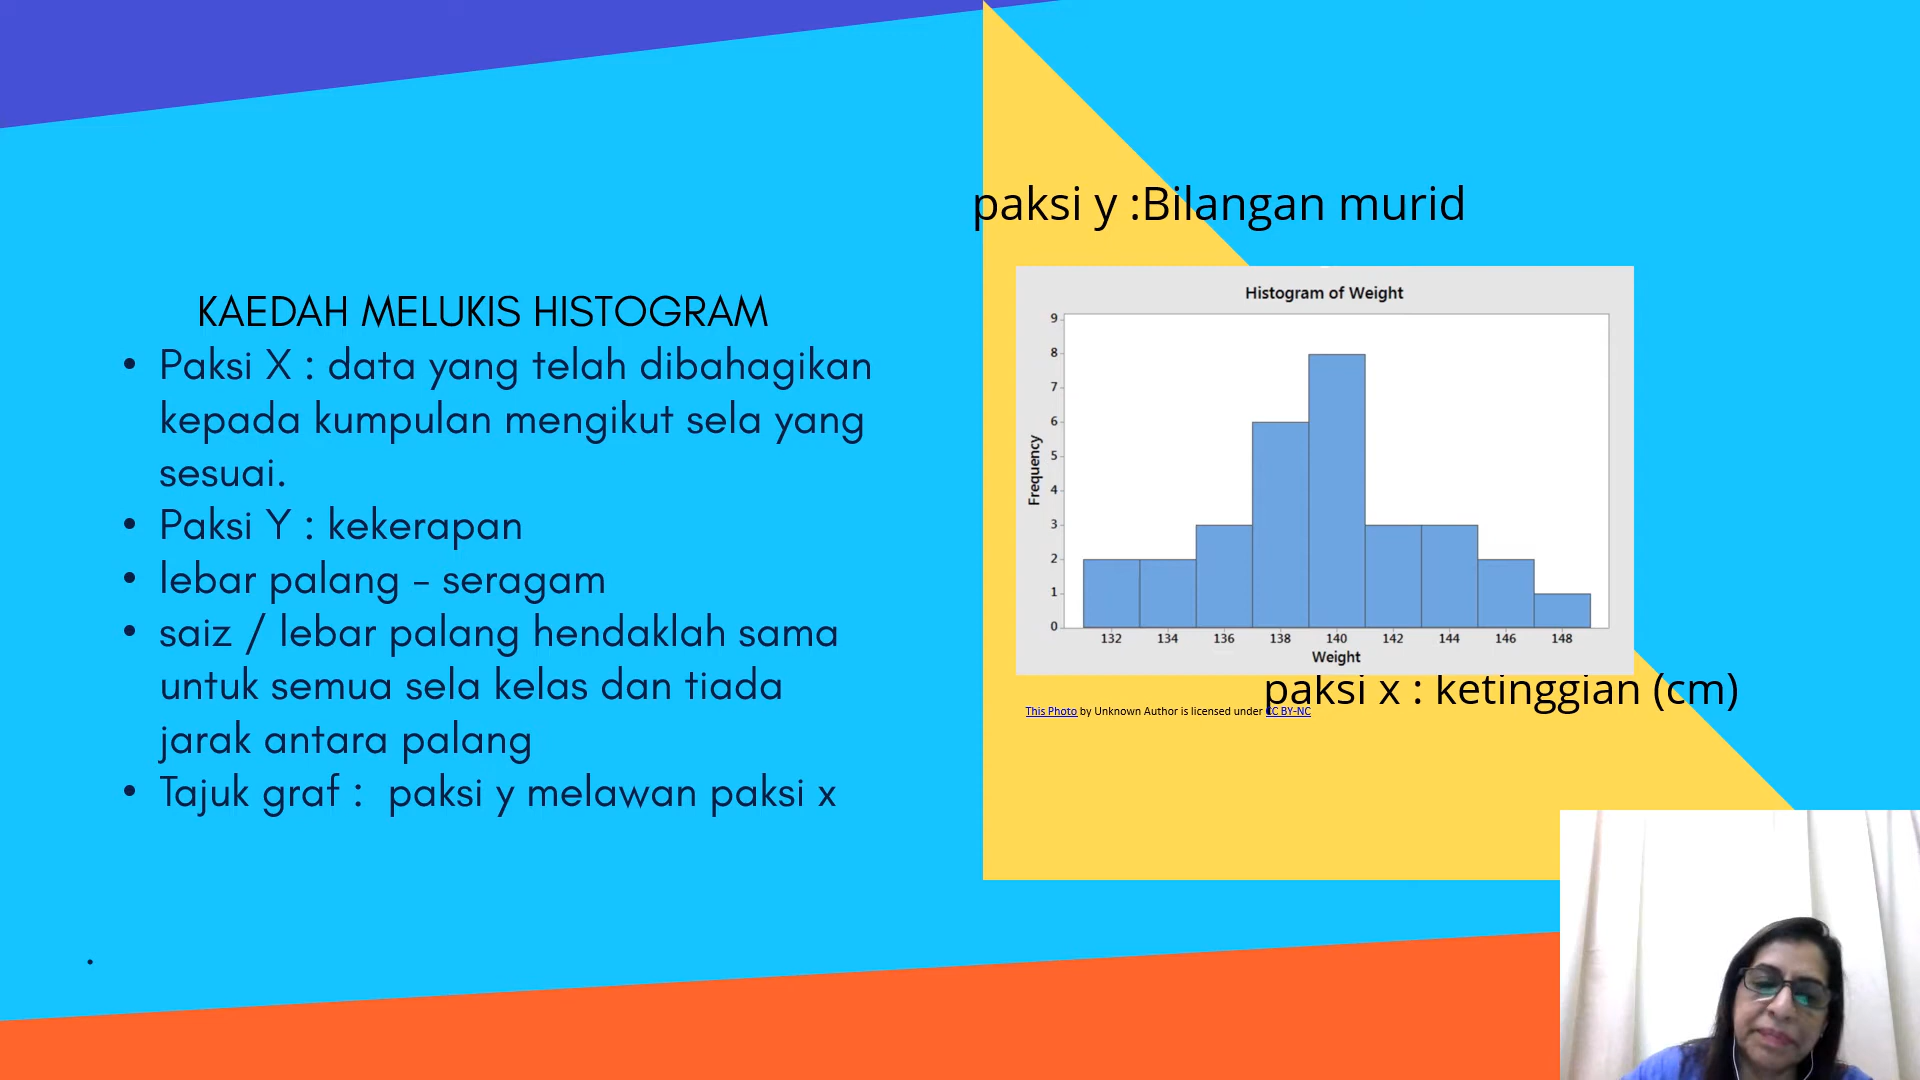 KAEDAH MELUKIS HISTOGRAM
• Paksi X : data yang telah dibahagikan
kepada kumpulan mengikut sela yang
sesuai.
• Paksi Y : kekerapan
• lebar palang - seragam
• saiz / lebar palang hendaklah sama
untuk semua sela kelas dan tiada
jarak antara palang
• Tajuk graf : paksi y melawan paksi x
paksi y :Bilangan murid
Histogram of Weight
Frequency
9
8
7
6
5
4
3
2
1
0
132 134 136 138 140 142 144 146 148
Weight
paksi x : ketinggian (cm)
This Photo by Unknown Author is licensed under CC BY-NC